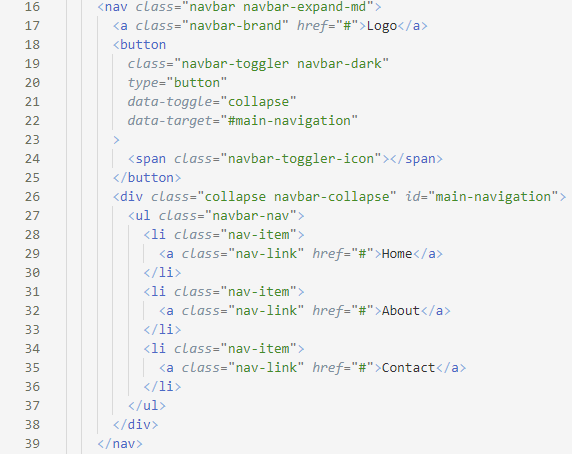 16 <nav class="navbar navbar-expand-md">
17 <a class="navbar-brand" href="#">Logo</a>
18 <button
19 class="navbar-toggler navbar-dark"
20 type="button"
21 data-toggle="collapse"
22 data-target="#main-navigation"
23 >
24 <span class="navbar-toggler-icon"></span>
25 </button>
26 <div class="collapse navbar-collapse" id="main-navigation">
27 <ul class="navbar-nav">
28 <li class="nav-item">
29 <a class="nav-link" href="#">Home</a>
30 </li>
31 <li class="nav-item">
32 <a class="nav-link" href="#">About</a>
33 </li>
34 <li class="nav-item">
35 <a class="nav-link" href="#">Contact</a>
36 </li>
37 </ul>
38 </div>
39 </nav>